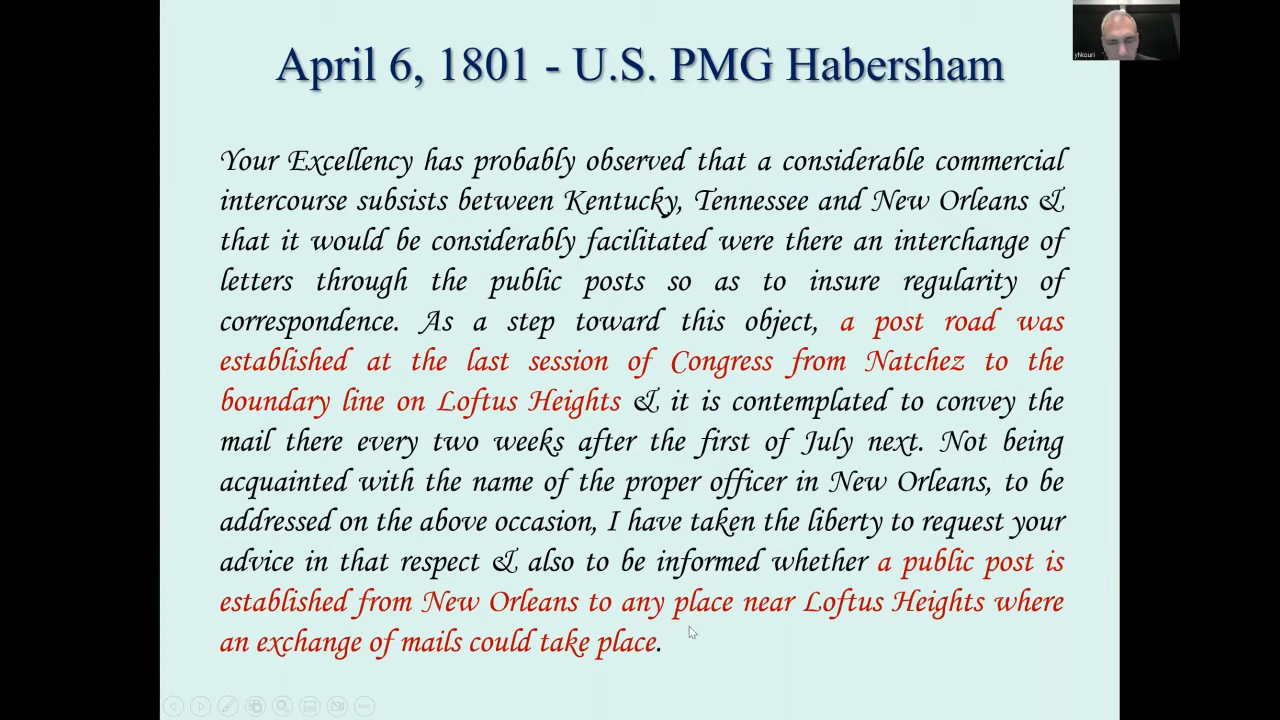 April 6, 1801 - U.S. PMG Habersham
yhkouri
Your Excellency has probably observed that a considerable commercial
intercourse subsists between Kentucky, Tennessee and New Orleans &
that it would be considerably facilitated were there an interchange of
letters through the public posts so as to insure regularity of
correspondence. As a step toward this object, a post road was
established at the last session of Congress from Natchez to the
boundary line on Loftus Heights & it is contemplated to convey the
mail there every two weeks after the first of July next. Not being
acquainted with the name of the proper officer in New Orleans, to be
addressed on the above occasion, I have taken the liberty to request your
advice in that respect & also to be informed whether a public post is
established from New Orleans to any place near Loftus Heights where
an exchange of mails could take place.